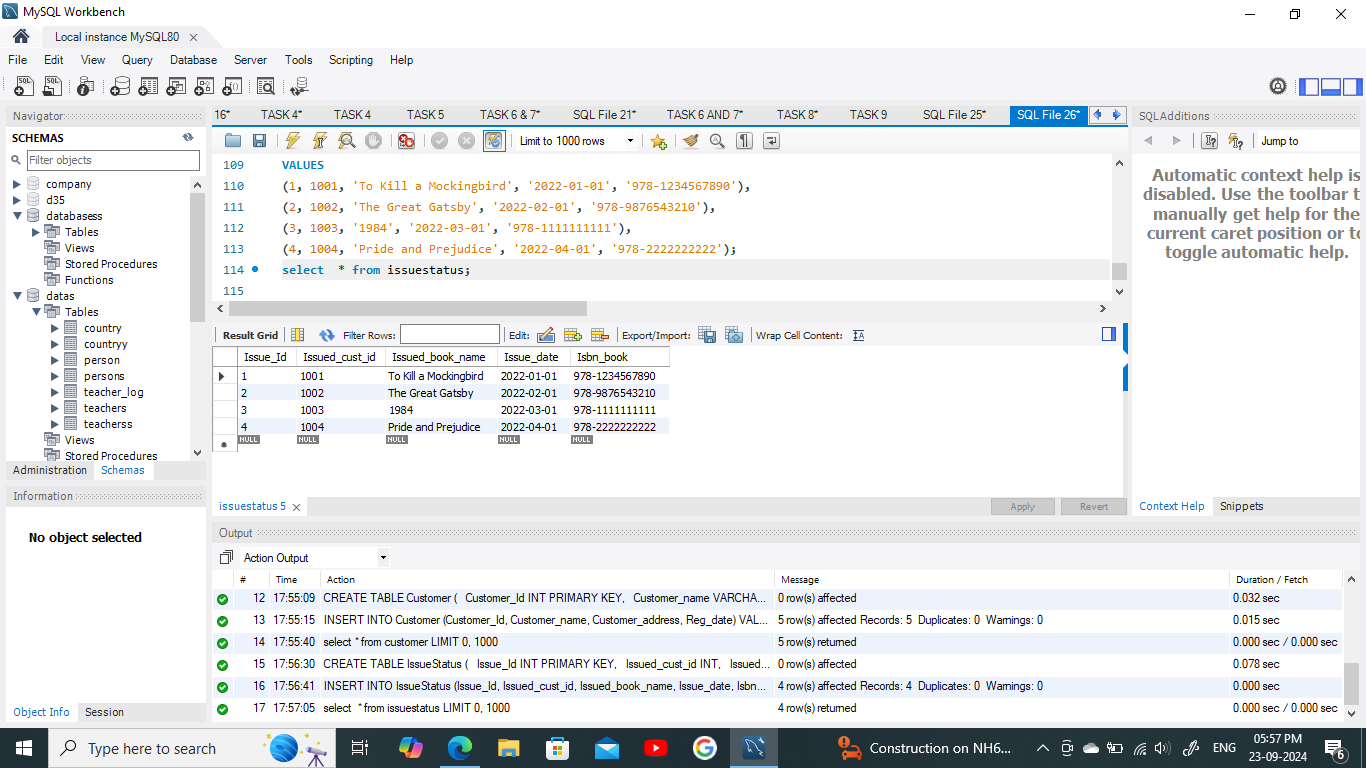 MySQL Workbench
Local instance MySQL80
File Edit View Query Database Server Tools Scripting Help
Navigator
SCHEMAS
Filter objects
company
d35
databasess
Tables
Views
Stored Procedures
Functions
datas
Tables
country
countryy
person
persons
teacher_log
teachers
teacherss
Views
Stored Procedures
Administration Schemas
Information
No object selected
Object Info Session
16* TASK 4* TASK 4 TASK 5 TASK 6 & 7* SQL File 21* TASK 6 AND 7* TASK 8* TASK 9 SQL File 25* SQL File 26*
Limit to 1000 rows
109 VALUES
110 (1, 1001, 'To Kill a Mockingbird', '2022-01-01', '978-1234567890'),
111 (2, 1002, 'The Great Gatsby', '2022-02-01', '978-9876543210'),
112 (3, 1003, '1984', '2022-03-01', '978-1111111111'),
113 (4, 1004, 'Pride and Prejudice', '2022-04-01', '978-2222222222');
114 select * from issuestatus;
115
Result Grid Filter Rows: Edit: Export/Import: Wrap Cell Content:
Issue_Id Issued_cust_id Issued_book_name Issue_date Isbn_book
1 1001 To Kill a Mockingbird 2022-01-01 978-1234567890
2 1002 The Great Gatsby 2022-02-01 978-9876543210
3 1003 1984 2022-03-01 978-1111111111
4 1004 Pride and Prejudice 2022-04-01 978-2222222222
NULL NULL NULL NULL NULL
issuestatus 5
Apply Revert
SQLAdditions
Jump to
Automatic context help is
disabled. Use the toolbar t
manually get help for the
current caret position or to
toggle automatic help.
Context Help Snippets
Output
Action Output
# Time Action Message Duration / Fetch
12 17:55:09 CREATE TABLE Customer ( Customer_Id INT PRIMARY KEY, Customer_name VARCHA... 0 row(s) affected 0.032 sec
13 17:55:15 INSERT INTO Customer (Customer_Id, Customer_name, Customer_address, Reg_date) VAL... 5 row(s) affected Records: 5 Duplicates: 0 Warnings: 0 0.015 sec
14 17:55:40 select * from customer LIMIT 0, 1000 5 row(s) returned 0.000 sec / 0.000 sec
15 17:56:30 CREATE TABLE IssueStatus ( Issue_Id INT PRIMARY KEY, Issued_cust_id INT, Issued... 0 row(s) affected 0.078 sec
16 17:56:41 INSERT INTO IssueStatus (Issue_Id, Issued_cust_id, Issued_book_name, Issue_date, Isbn... 4 row(s) affected Records: 4 Duplicates: 0 Warnings: 0 0.000 sec
17 17:57:05 select * from issuestatus LIMIT 0, 1000 4 row(s) returned 0.000 sec / 0.000 sec
Type here to search
Construction on NH6...
ENG
05:57 PM
23-09-2024
6